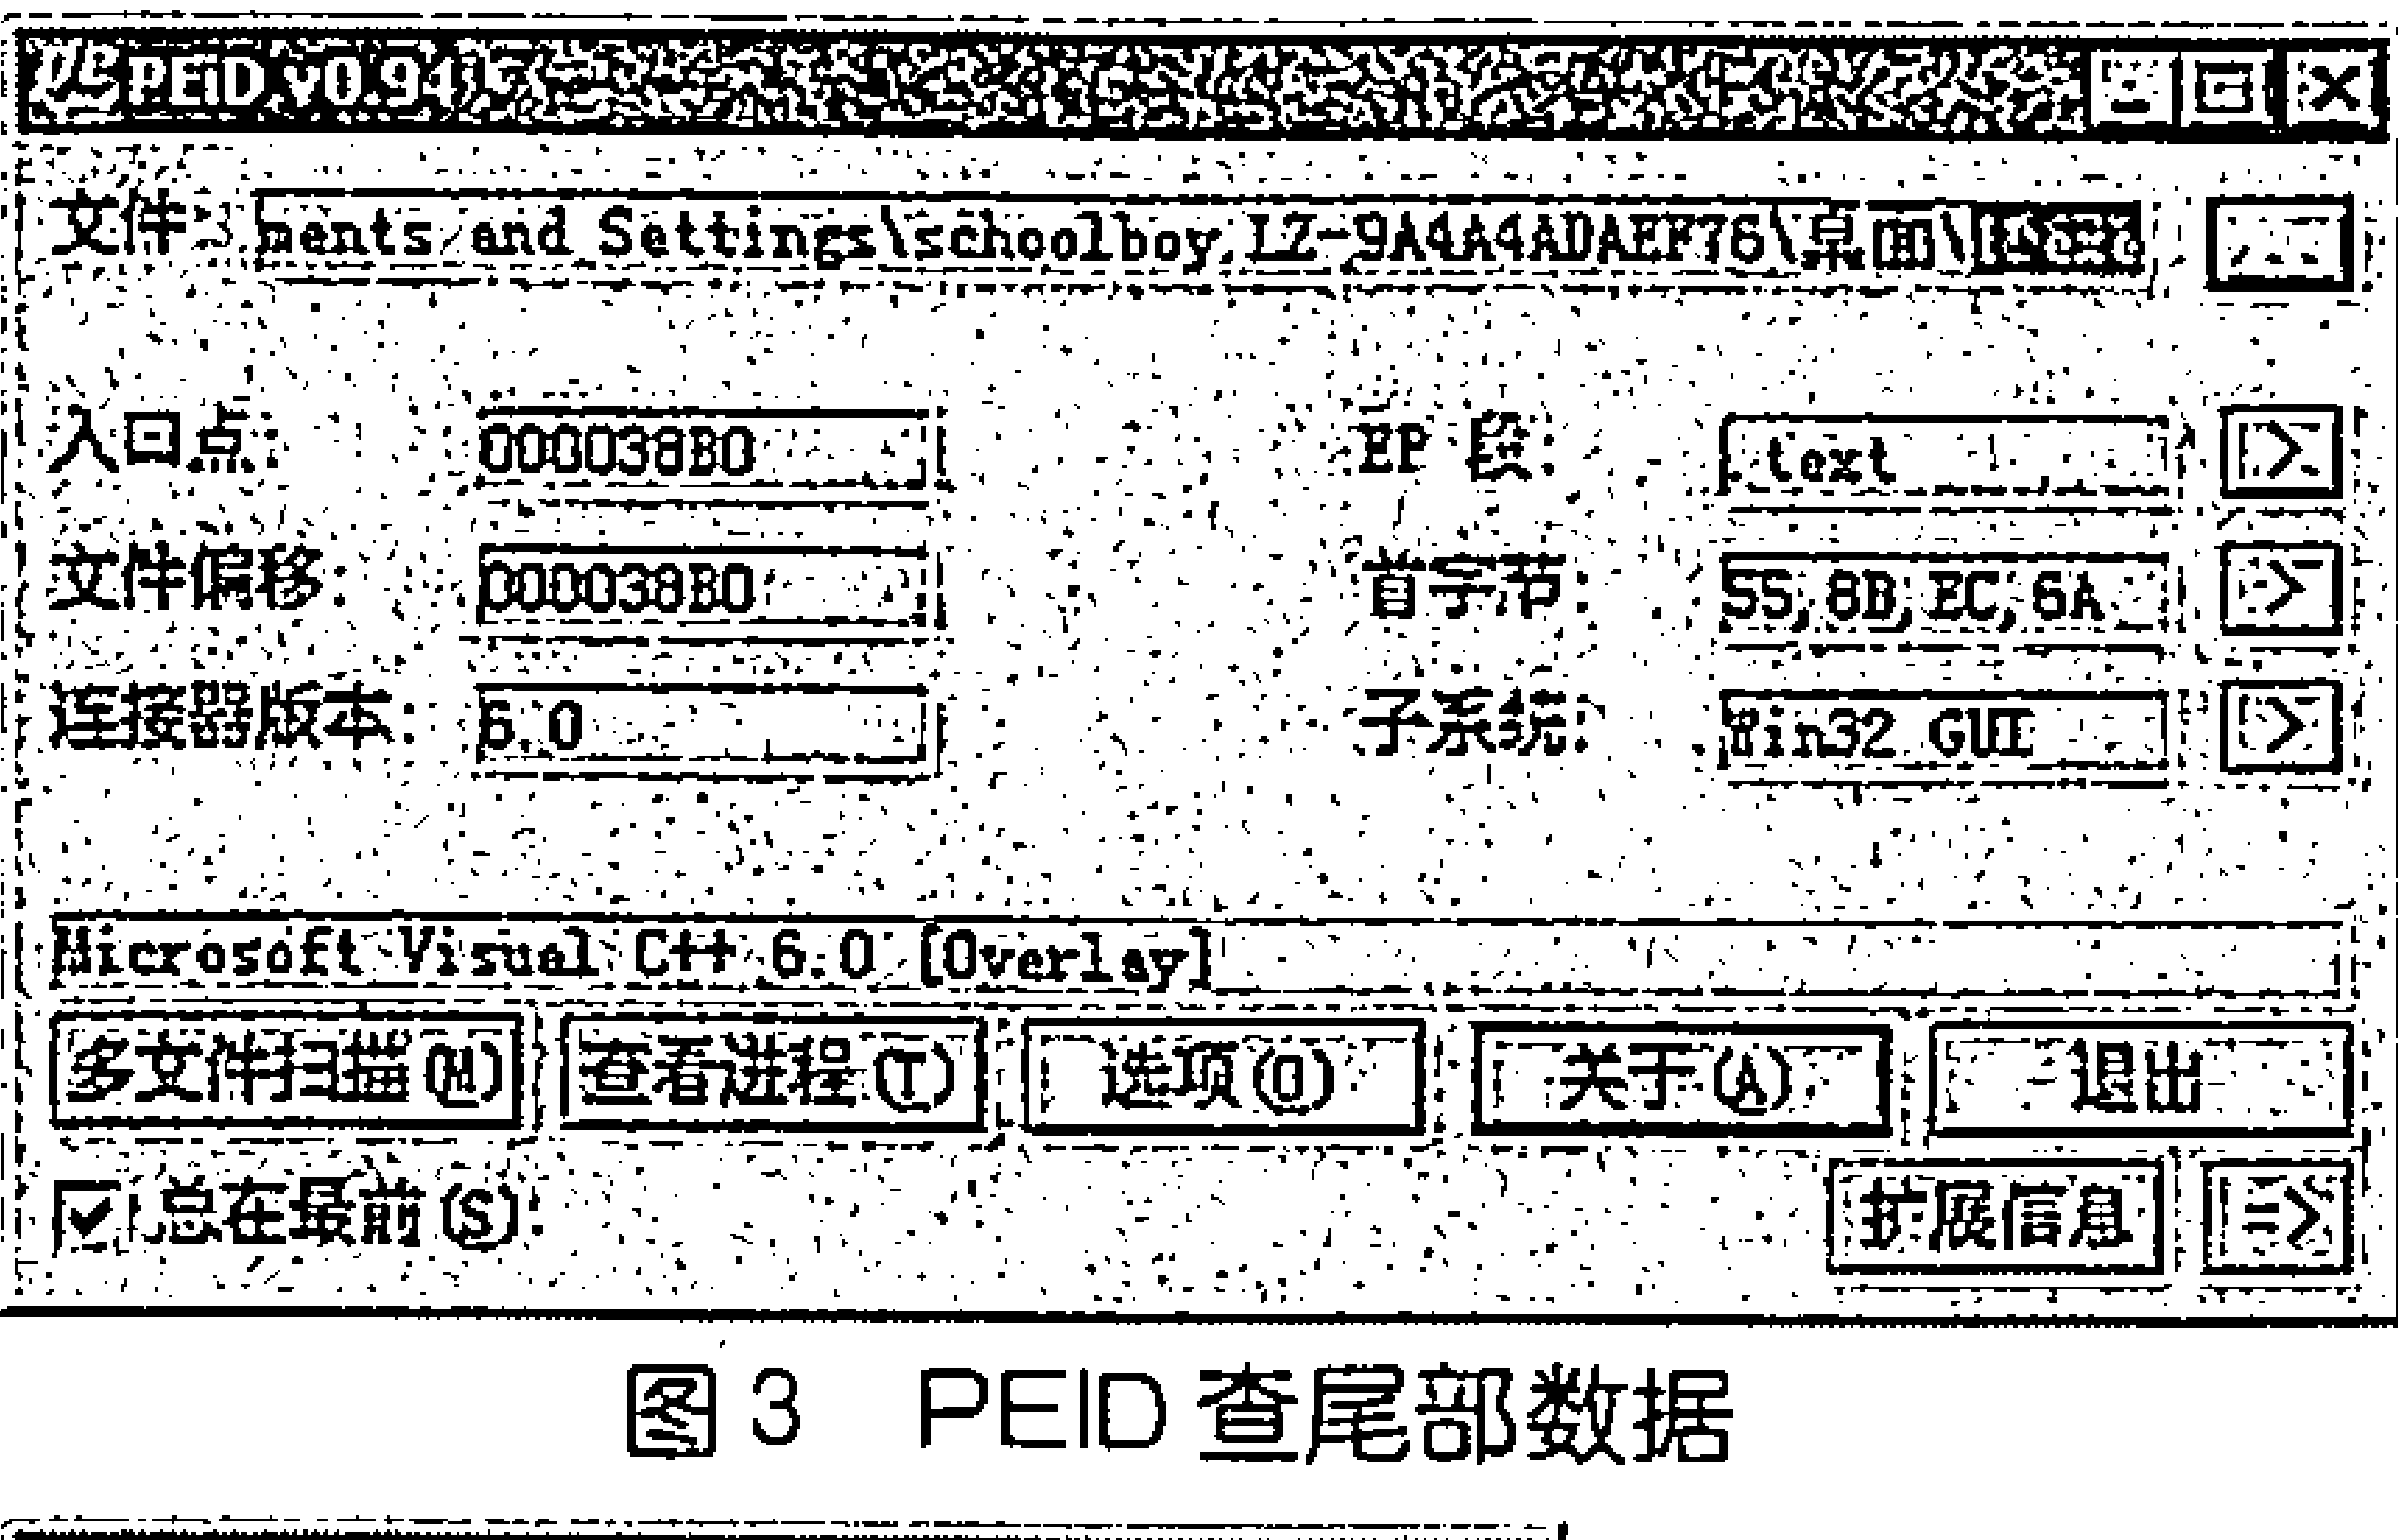 PEiD v0.94
文件: ments and Settings\schoolboy.LZ-9A4A4ADAEF76\桌面\
入口点: 000038B0 EP 段: .text >
文件偏移: 000038B0 首字节: 55,8B,EC,6A >
连接器版本: 6.0 子系统: Win32 GUI >
Microsoft Visual C++ 6.0 [Overlay]
多文件扫描(M) 查看进程(T) 选项(O) 关于(A) 退出
总在最前(S) 扩展信息 =>
图 3 PEID 查尾部数据